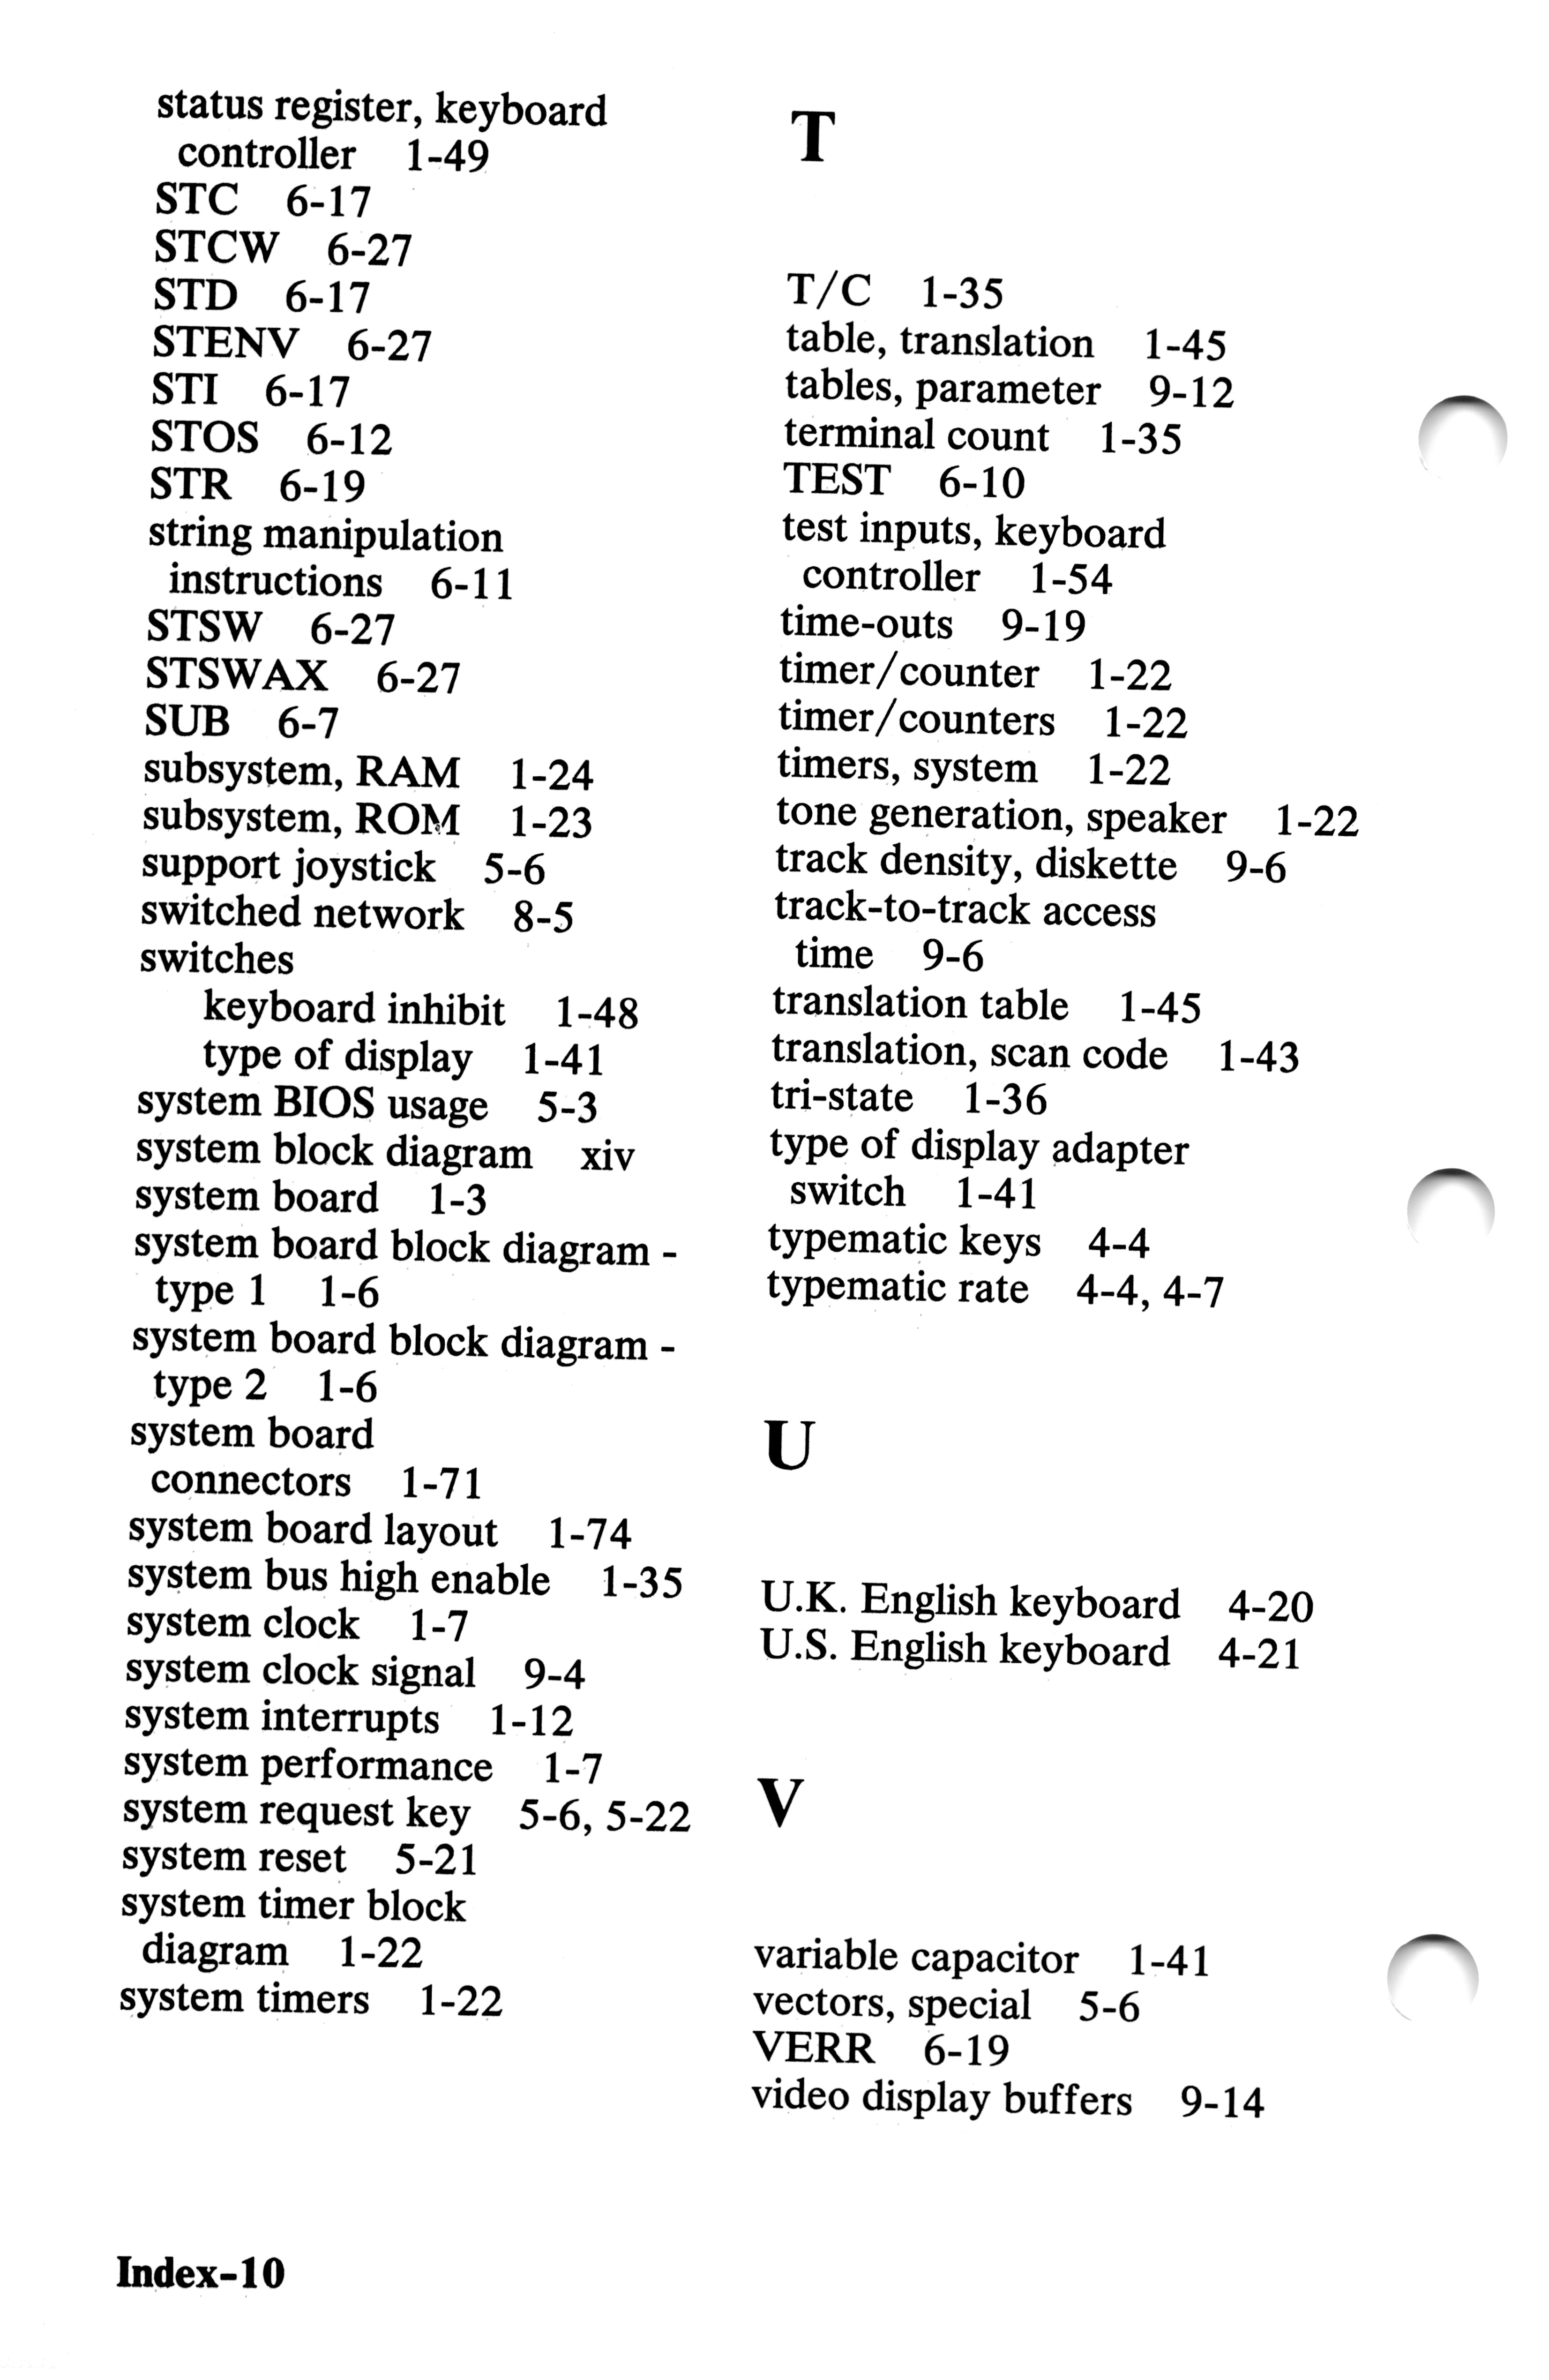 status register, keyboard
controller 1-49
STC 6-17
STCW 6-27
STD 6-17
STENV 6-27
STI 6-17
STOS 6-12
STR 6-19
string manipulation
instructions 6-11
STSW 6-27
STSWAX 6-27
SUB 6-7
subsystem, RAM 1-24
subsystem, ROM 1-23
support joystick 5-6
switched network 8-5
switches
keyboard inhibit 1-48
type of display 1-41
system BIOS usage 5-3
system block diagram xiv
system board 1-3
system board block diagram -
type 1 1-6
system board block diagram -
type 2 1-6
system board
connectors 1-71
system board layout 1-74
system bus high enable 1-35
system clock 1-7
system clock signal 9-4
system interrupts 1-12
system performance 1-7
system request key 5-6, 5-22
system reset 5-21
system timer block
diagram 1-22
system timers 1-22
T
T/C 1-35
table, translation 1-45
tables, parameter 9-12
terminal count 1-35
TEST 6-10
test inputs, keyboard
controller 1-54
time-outs 9-19
timer/counter 1-22
timer/counters 1-22
timers, system 1-22
tone generation, speaker 1-22
track density, diskette 9-6
track-to-track access
time 9-6
translation table 1-45
translation, scan code 1-43
tri-state 1-36
type of display adapter
switch 1-41
typematic keys 4-4
typematic rate 4-4, 4-7
U
U.K. English keyboard 4-20
U.S. English keyboard 4-21
V
variable capacitor 1-41
vectors, special 5-6
VERR 6-19
video display buffers 9-14
Index-10